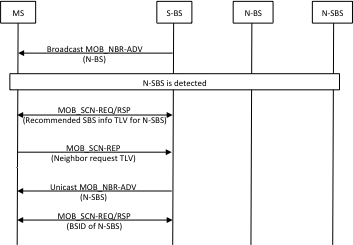 MS S-BS N-BS N-SBS
Broadcast MOB_NBR-ADV
(N-BS)
N-SBS is detected
MOB_SCN-REQ/RSP
(Recommended SBS info TLV for N-SBS)
MOB_SCN-REP
(Neighbor request TLV)
Unicast MOB_NBR-ADV
(N-SBS)
MOB_SCN-REQ/RSP
(BSID of N-SBS)